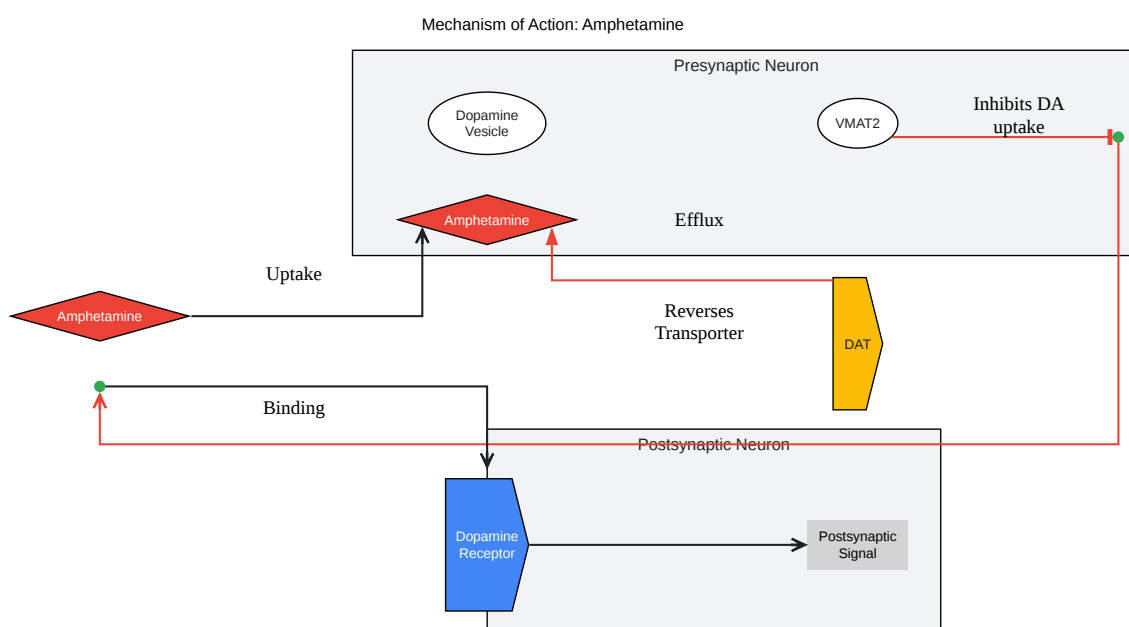 Mechanism of Action: Amphetamine
Presynaptic Neuron
Dopamine
Vesicle
VMAT2
Inhibits DA
uptake
Amphetamine
Efflux
Uptake
Amphetamine
Reverses
Transporter
DAT
Binding
Postsynaptic Neuron
Dopamine
Receptor
Postsynaptic
Signal